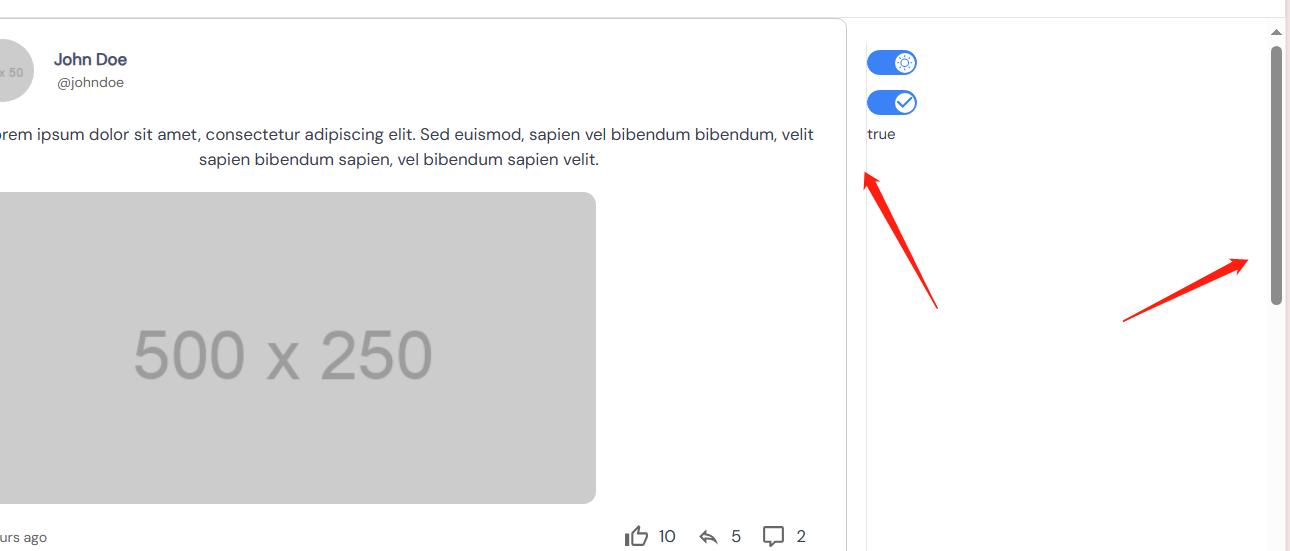 John Doe
x 50
@johndoe
true
orem ipsum dolor sit amet, consectetur adipiscing elit. Sed euismod, sapien vel bibendum bibendum, velit
sapien bibendum sapien, vel bibendum sapien velit.
500 x 250
urs ago
10
5
2